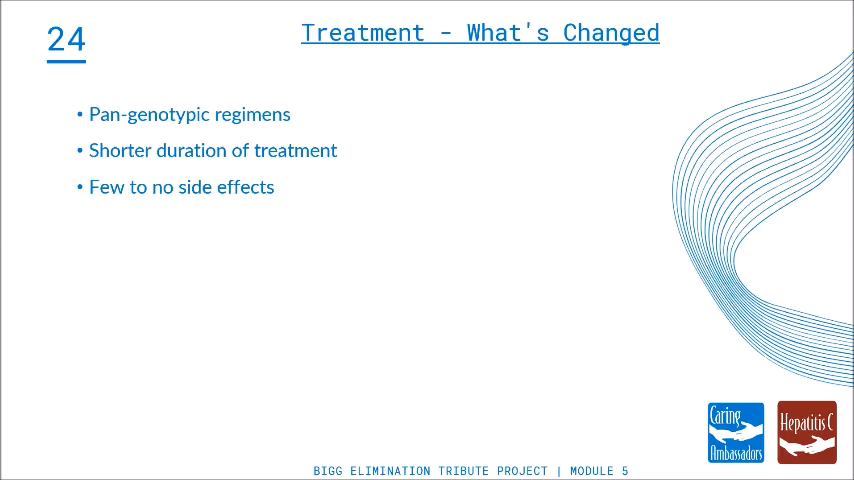 24
Treatment - What's Changed
• Pan-genotypic regimens
• Shorter duration of treatment
• Few to no side effects
Caring
Ambassadors
Hepatitis C
BIGG ELIMINATION TRIBUTE PROJECT | MODULE 5